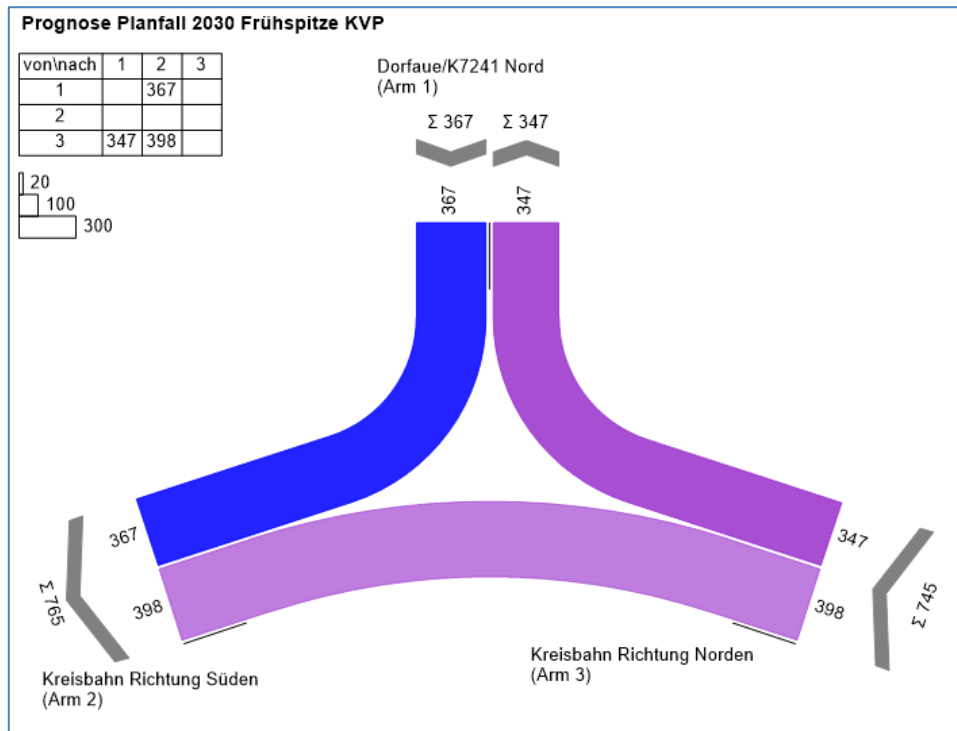 Prognose Planfall 2030 Frühspitze KVP
von\nach 1 2 3
1 367
2
3 347 398
20
100
300
Dorfaue/K7241 Nord
(Arm 1)
Σ 367 Σ 347
367 347
367
398
Σ 765
347
398
Σ 745
Kreisbahn Richtung Süden
(Arm 2)
Kreisbahn Richtung Norden
(Arm 3)